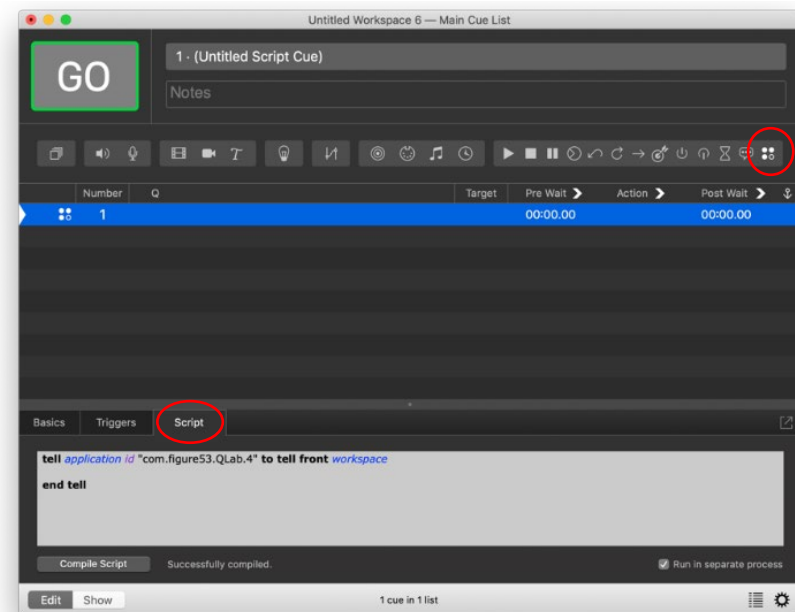 Untitled Workspace 6 — Main Cue List
GO
1 · (Untitled Script Cue)
Notes
Number Q Target Pre Wait Action Post Wait
1 00:00.00 00:00.00
Basics Triggers Script
tell application id "com.figure53.QLab.4" to tell front workspace
end tell
Compile Script Successfully compiled. Run in separate process
Edit Show 1 cue in 1 list